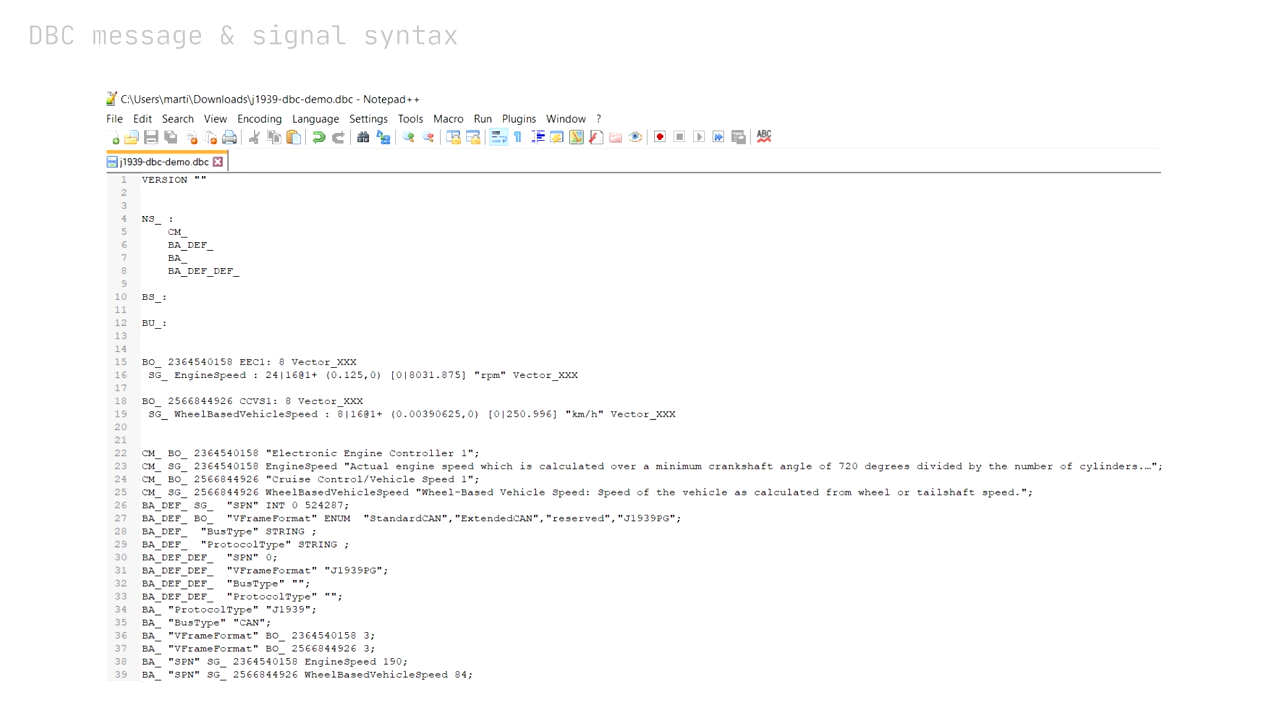 DBC message & signal syntax
C:\Users\marti\Downloads\j1939-dbc-demo.dbc - Notepad++
File Edit Search View Encoding Language Settings Tools Macro Run Plugins Window ?
ABC
j1939-dbc-demo.dbc
1 VERSION ""
2
3
4 NS_ :
5 CM_
6 BA_DEF_
7 BA_
8 BA_DEF_DEF_
9
10 BS_:
11
12 BU_:
13
14
15 BO_ 2364540158 EEC1: 8 Vector_XXX
16 SG_ EngineSpeed : 24|16@1+ (0.125,0) [0|8031.875] "rpm" Vector_XXX
17
18 BO_ 2566844926 CCVS1: 8 Vector_XXX
19 SG_ WheelBasedVehicleSpeed : 8|16@1+ (0.00390625,0) [0|250.996] "km/h" Vector_XXX
20
21
22 CM_ BO_ 2364540158 "Electronic Engine Controller 1";
23 CM_ SG_ 2364540158 EngineSpeed "Actual engine speed which is calculated over a minimum crankshaft angle of 720 degrees divided by the number of cylinders.…";
24 CM_ BO_ 2566844926 "Cruise Control/Vehicle Speed 1";
25 CM_ SG_ 2566844926 WheelBasedVehicleSpeed "Wheel-Based Vehicle Speed: Speed of the vehicle as calculated from wheel or tailshaft speed.";
26 BA_DEF_ SG_ "SPN" INT 0 524287;
27 BA_DEF_ BO_ "VFrameFormat" ENUM "StandardCAN","ExtendedCAN","reserved","J1939PG";
28 BA_DEF_ "BusType" STRING ;
29 BA_DEF_ "ProtocolType" STRING ;
30 BA_DEF_DEF_ "SPN" 0;
31 BA_DEF_DEF_ "VFrameFormat" "J1939PG";
32 BA_DEF_DEF_ "BusType" "";
33 BA_DEF_DEF_ "ProtocolType" "";
34 BA_ "ProtocolType" "J1939";
35 BA_ "BusType" "CAN";
36 BA_ "VFrameFormat" BO_ 2364540158 3;
37 BA_ "VFrameFormat" BO_ 2566844926 3;
38 BA_ "SPN" SG_ 2364540158 EngineSpeed 190;
39 BA_ "SPN" SG_ 2566844926 WheelBasedVehicleSpeed 84;